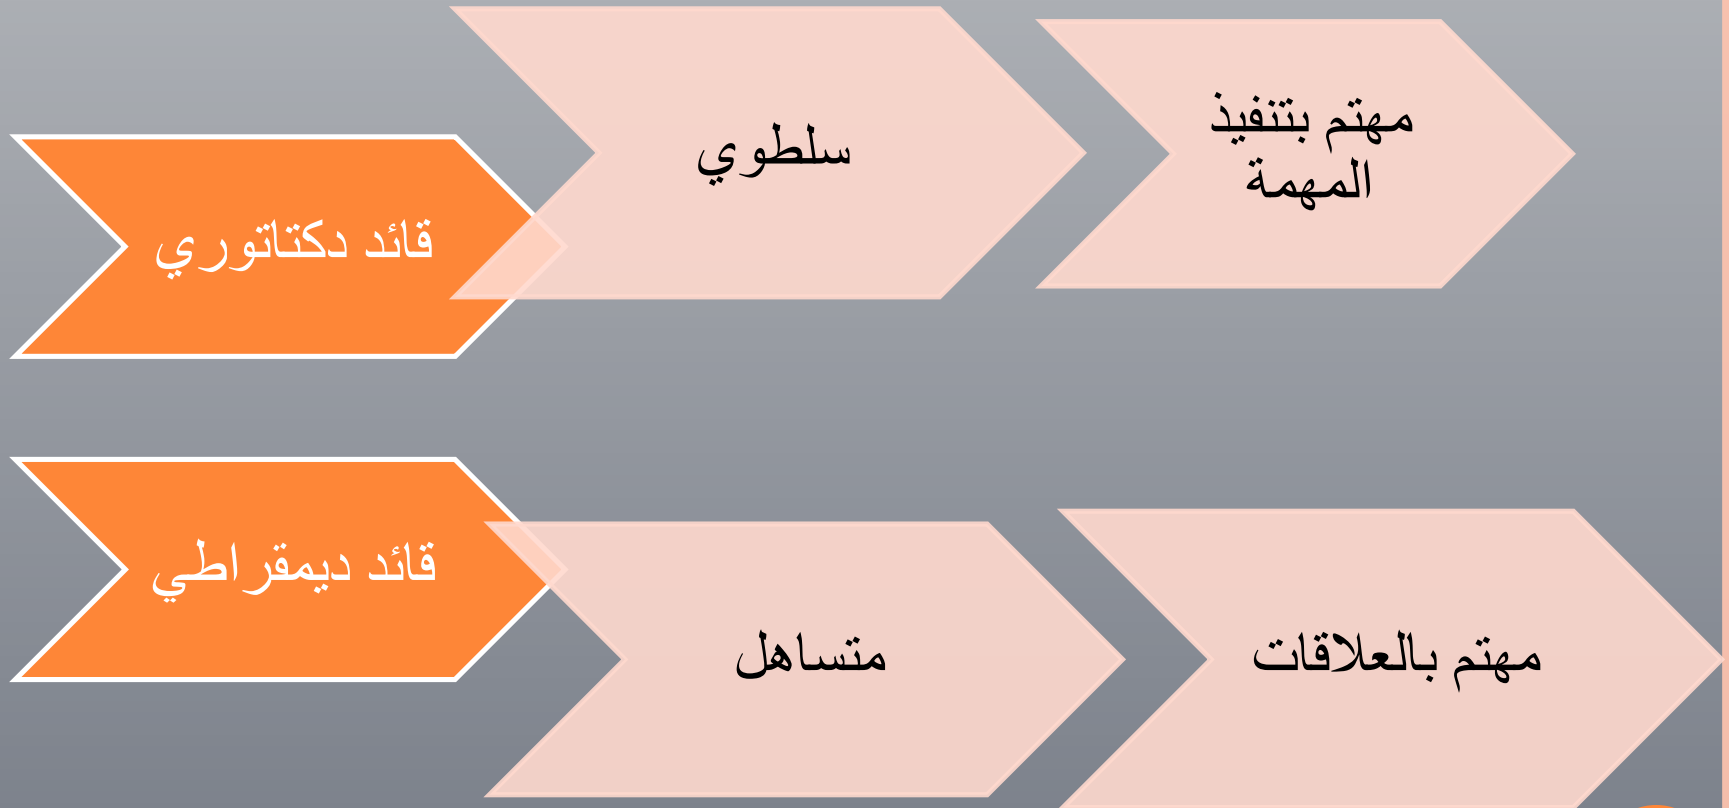 قائد دكتاتوري
سلطوي
مهتم بتنفيذ
المهمة
قائد ديمقراطي
متساهل
مهتم بالعلاقات